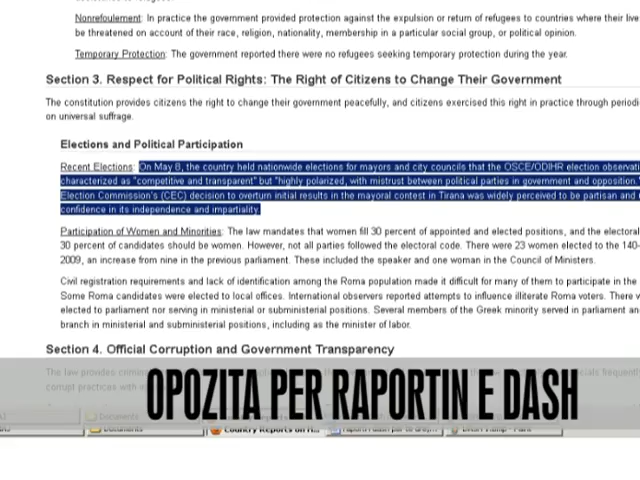 Nonrefoulement: In practice the government provided protection against the expulsion or return of refugees to countries where their live
be threatened on account of their race, religion, nationality, membership in a particular social group, or political opinion.
Temporary Protection: The government reported there were no refugees seeking temporary protection during the year.
Section 3. Respect for Political Rights: The Right of Citizens to Change Their Government
The constitution provides citizens the right to change their government peacefully, and citizens exercised this right in practice through periodi
on universal suffrage.
Elections and Political Participation
Recent Elections: On May 8, the country held nationwide elections for mayors and city councils that the OSCE/ODIHR election observati
characterized as "competitive and transparent" but "highly polarized, with mistrust between political parties in government and opposition.
Election Commission's (CEC) decision to overturn initial results in the mayoral contest in Tirana was widely perceived to be partisan and
confidence in its independence and impartiality.
Participation of Women and Minorities: The law mandates that women fill 30 percent of appointed and elected positions, and the electoral
30 percent of candidates should be women. However, not all parties followed the electoral code. There were 23 women elected to the 140-
2009, an increase from nine in the previous parliament. These included the speaker and one woman in the Council of Ministers.
Civil registration requirements and lack of identification among the Roma population made it difficult for many of them to participate in the
Some Roma candidates were elected to local offices. International observers reported attempts to influence illiterate Roma voters. There
elected to parliament nor serving in ministerial or subministerial positions. Several members of the Greek minority served in parliament an
branch in ministerial and subministerial positions, including as the minister of labor.
Section 4. Official Corruption and Government Transparency
The law provides
corrupt practices with
OPOZITA PER RAPORTIN E DASH
Documents
Country Reports on